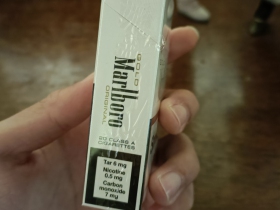 GOLD
Marlboro
ORIGINAL
20 CLASS A
CIGARETTES
Tar 6 mg
Nicotine
0.5 mg
Carbon
monoxide
7 mg